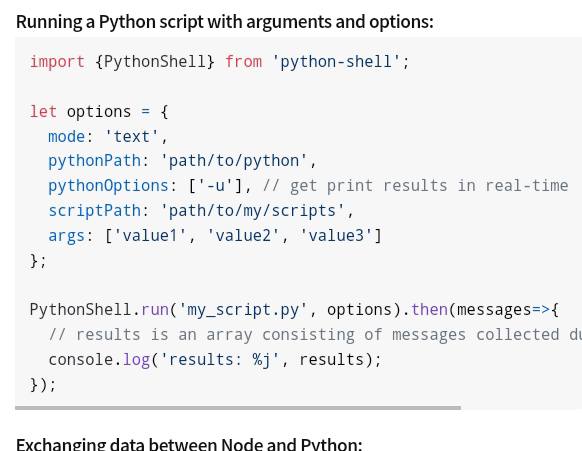 Running a Python script with arguments and options:
import {PythonShell} from 'python-shell';
let options = {
  mode: 'text',
  pythonPath: 'path/to/python',
  pythonOptions: ['-u'], // get print results in real-time
  scriptPath: 'path/to/my/scripts',
  args: ['value1', 'value2', 'value3']
};
PythonShell.run('my_script.py', options).then(messages=>{
  // results is an array consisting of messages collected
  console.log('results: %j', results);
});
Exchanging data between Node and Python: